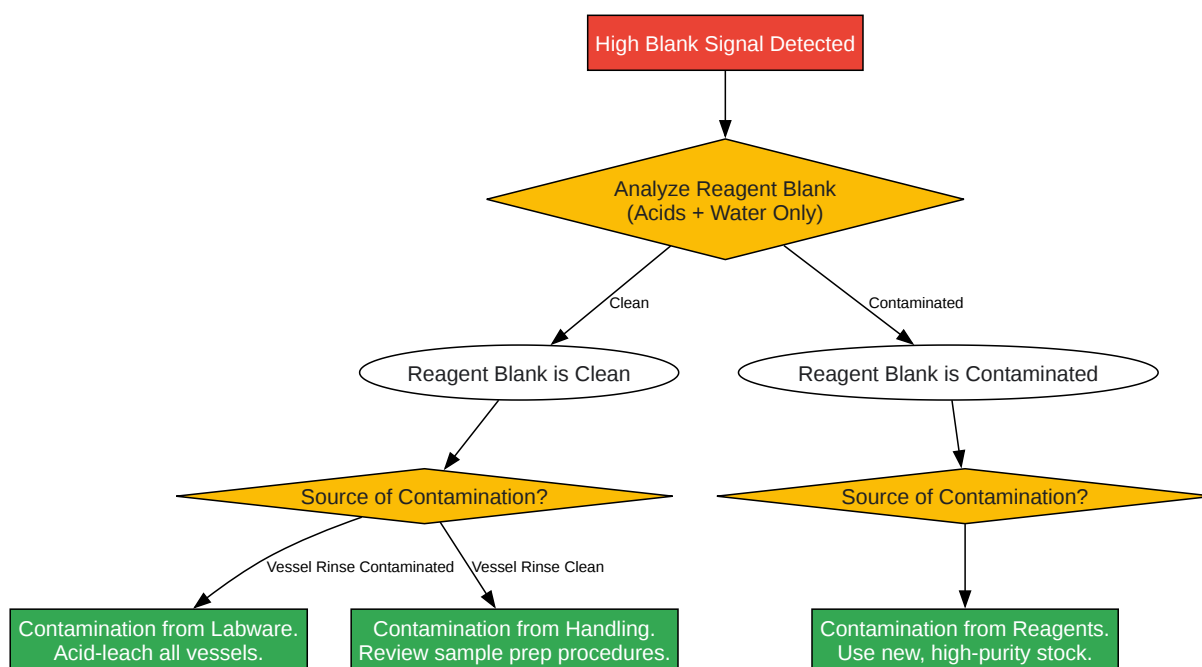 High Blank Signal Detected
Analyze Reagent Blank
(Acids + Water Only)
Clean
Contaminated
Reagent Blank is Clean
Reagent Blank is Contaminated
Source of Contamination?
Source of Contamination?
Vessel Rinse Contaminated
Vessel Rinse Clean
Contamination from Labware.
Acid-leach all vessels.
Contamination from Handling.
Review sample prep procedures.
Contamination from Reagents.
Use new, high-purity stock.